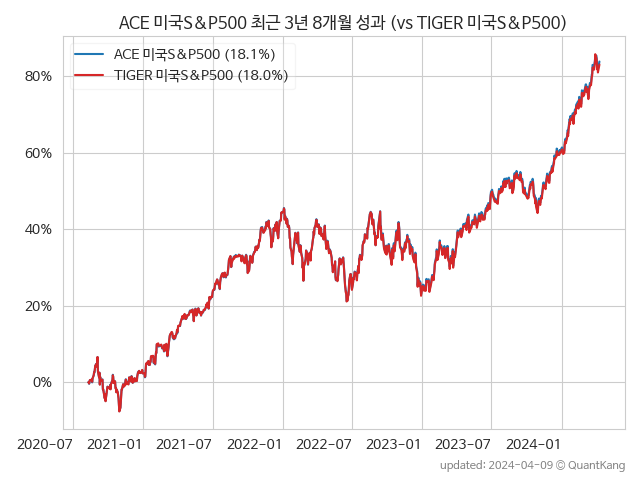 ACE 미국S&P500 최근 3년 8개월 성과 (vs TIGER 미국S&P500)
ACE 미국S&P500 (18.1%)
TIGER 미국S&P500 (18.0%)
80%
60%
40%
20%
0%
2020-07 2021-01 2021-07 2022-01 2022-07 2023-01 2023-07 2024-01
updated: 2024-04-09 © QuantKang